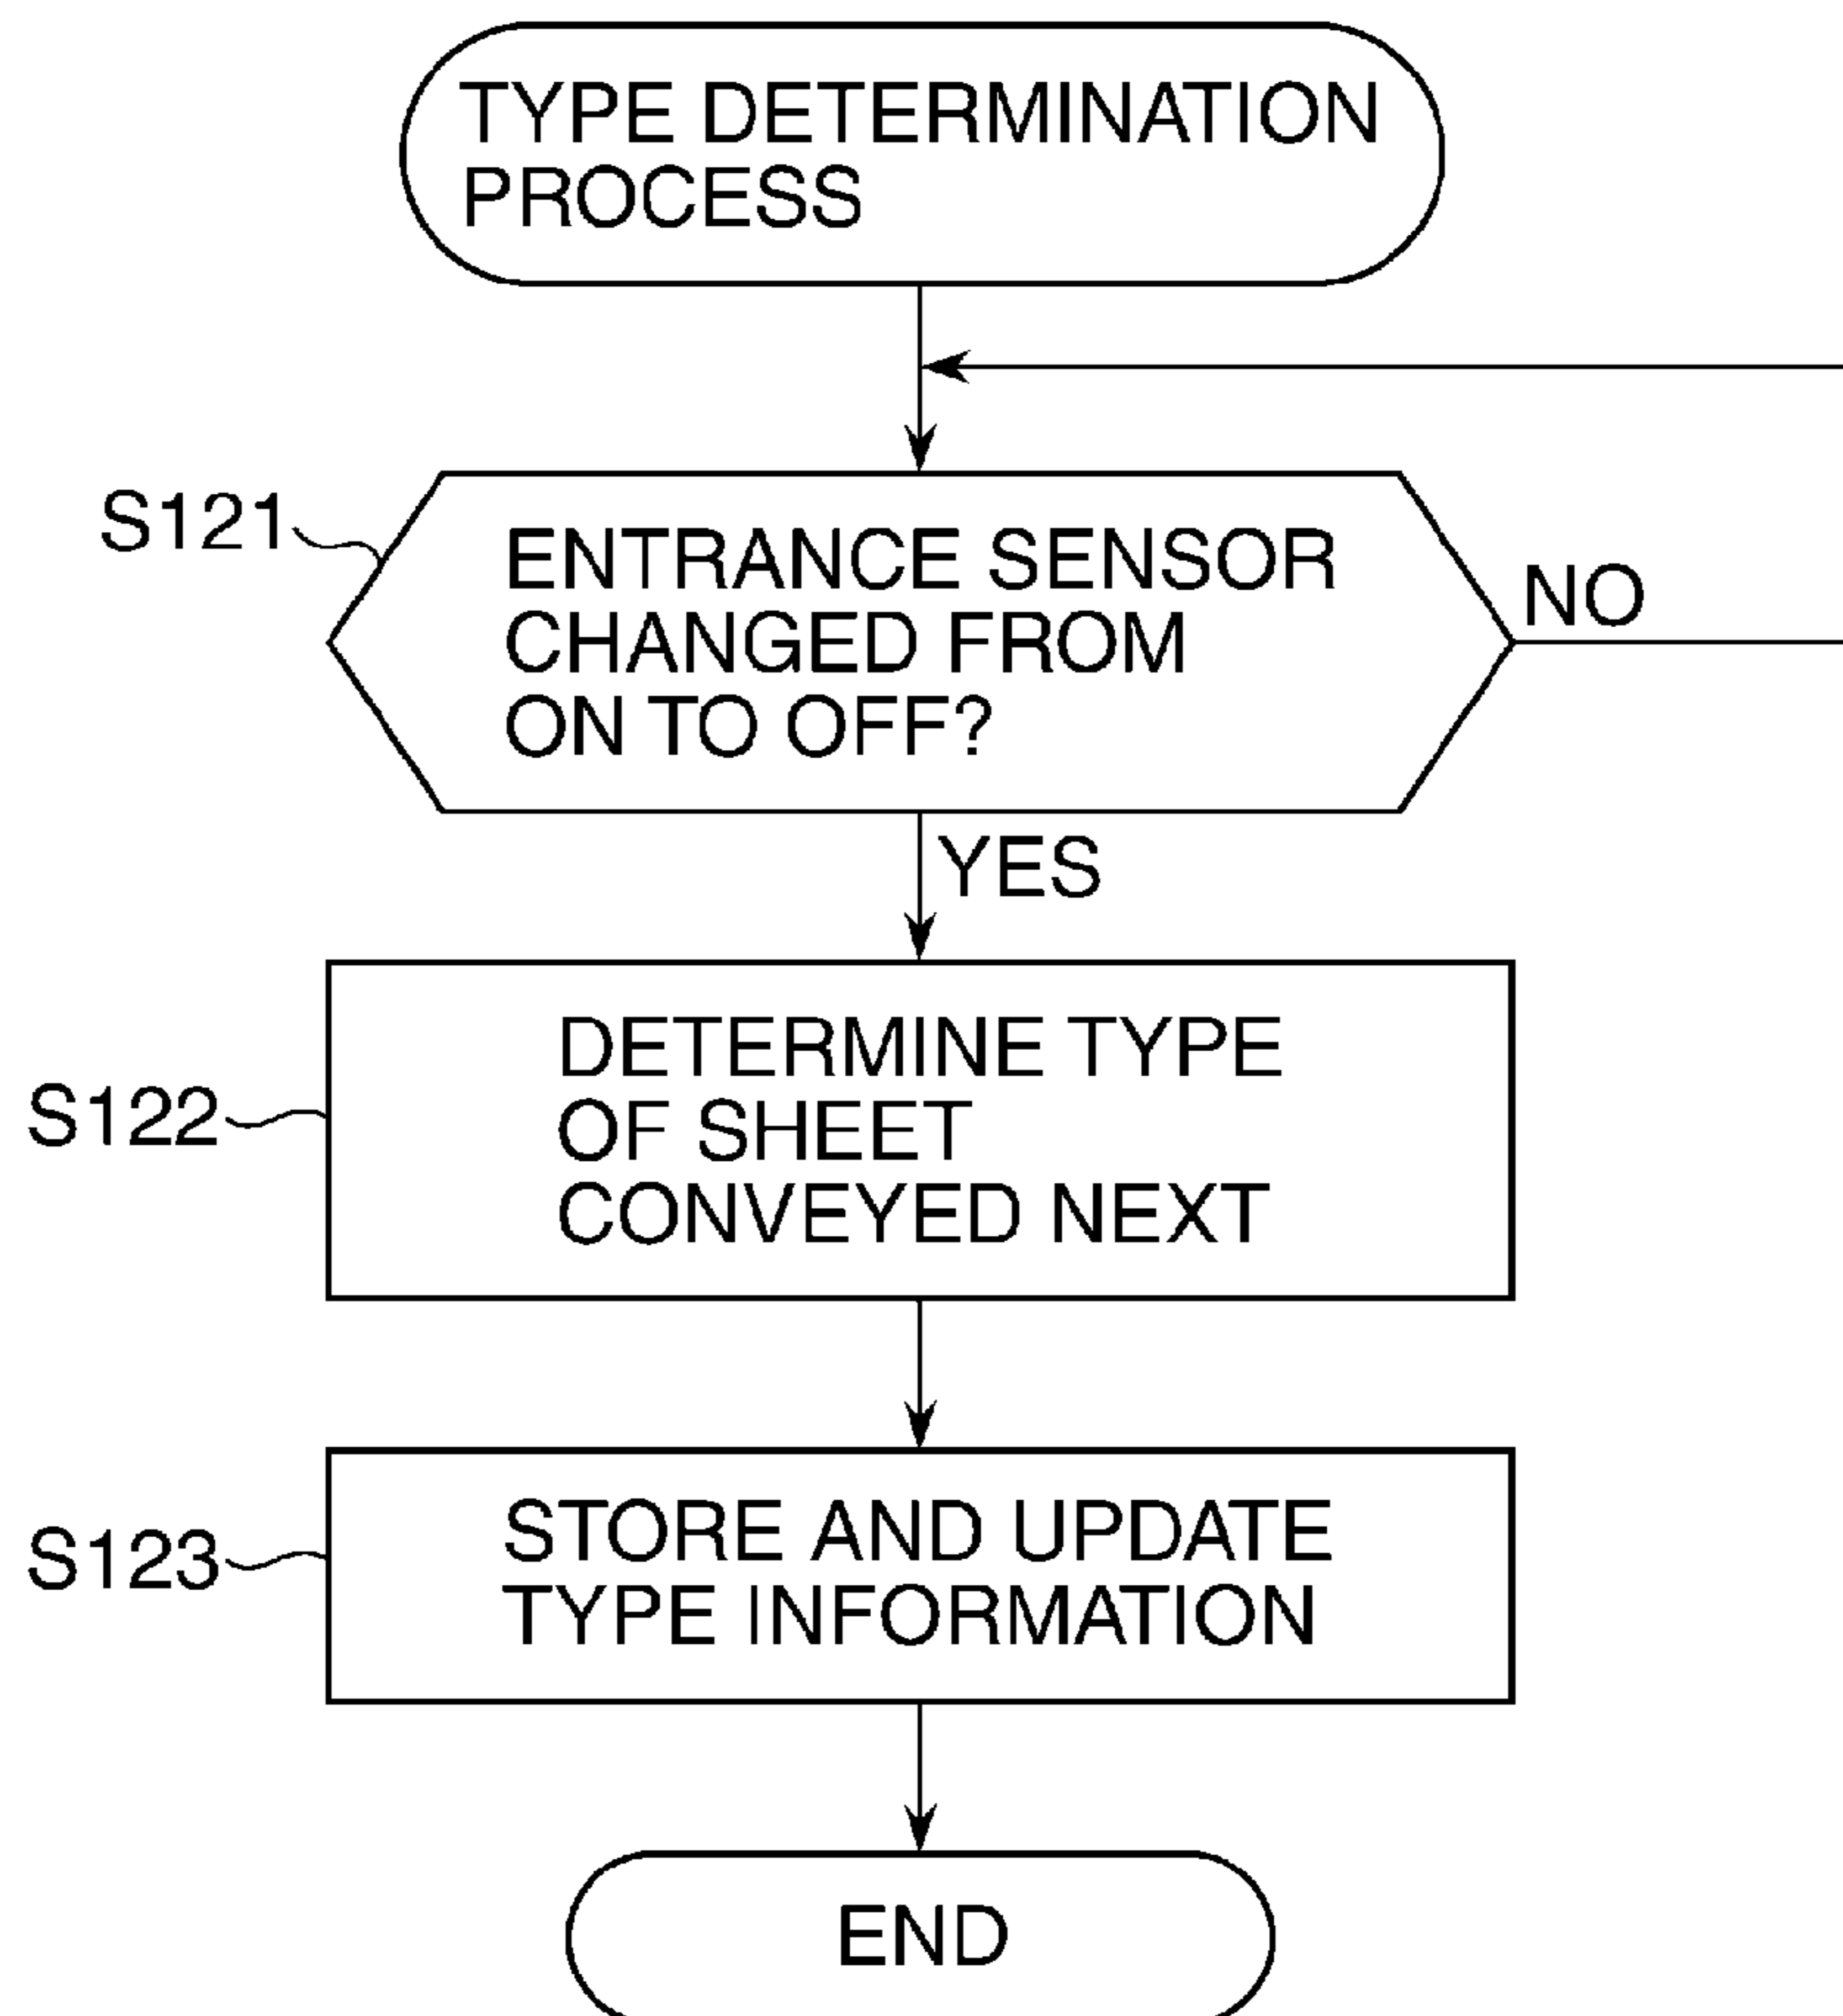 TYPE DETERMINATION
PROCESS
S121
ENTRANCE SENSOR
CHANGED FROM
ON TO OFF?
NO
YES
S122
DETERMINE TYPE
OF SHEET
CONVEYED NEXT
S123
STORE AND UPDATE
TYPE INFORMATION
END